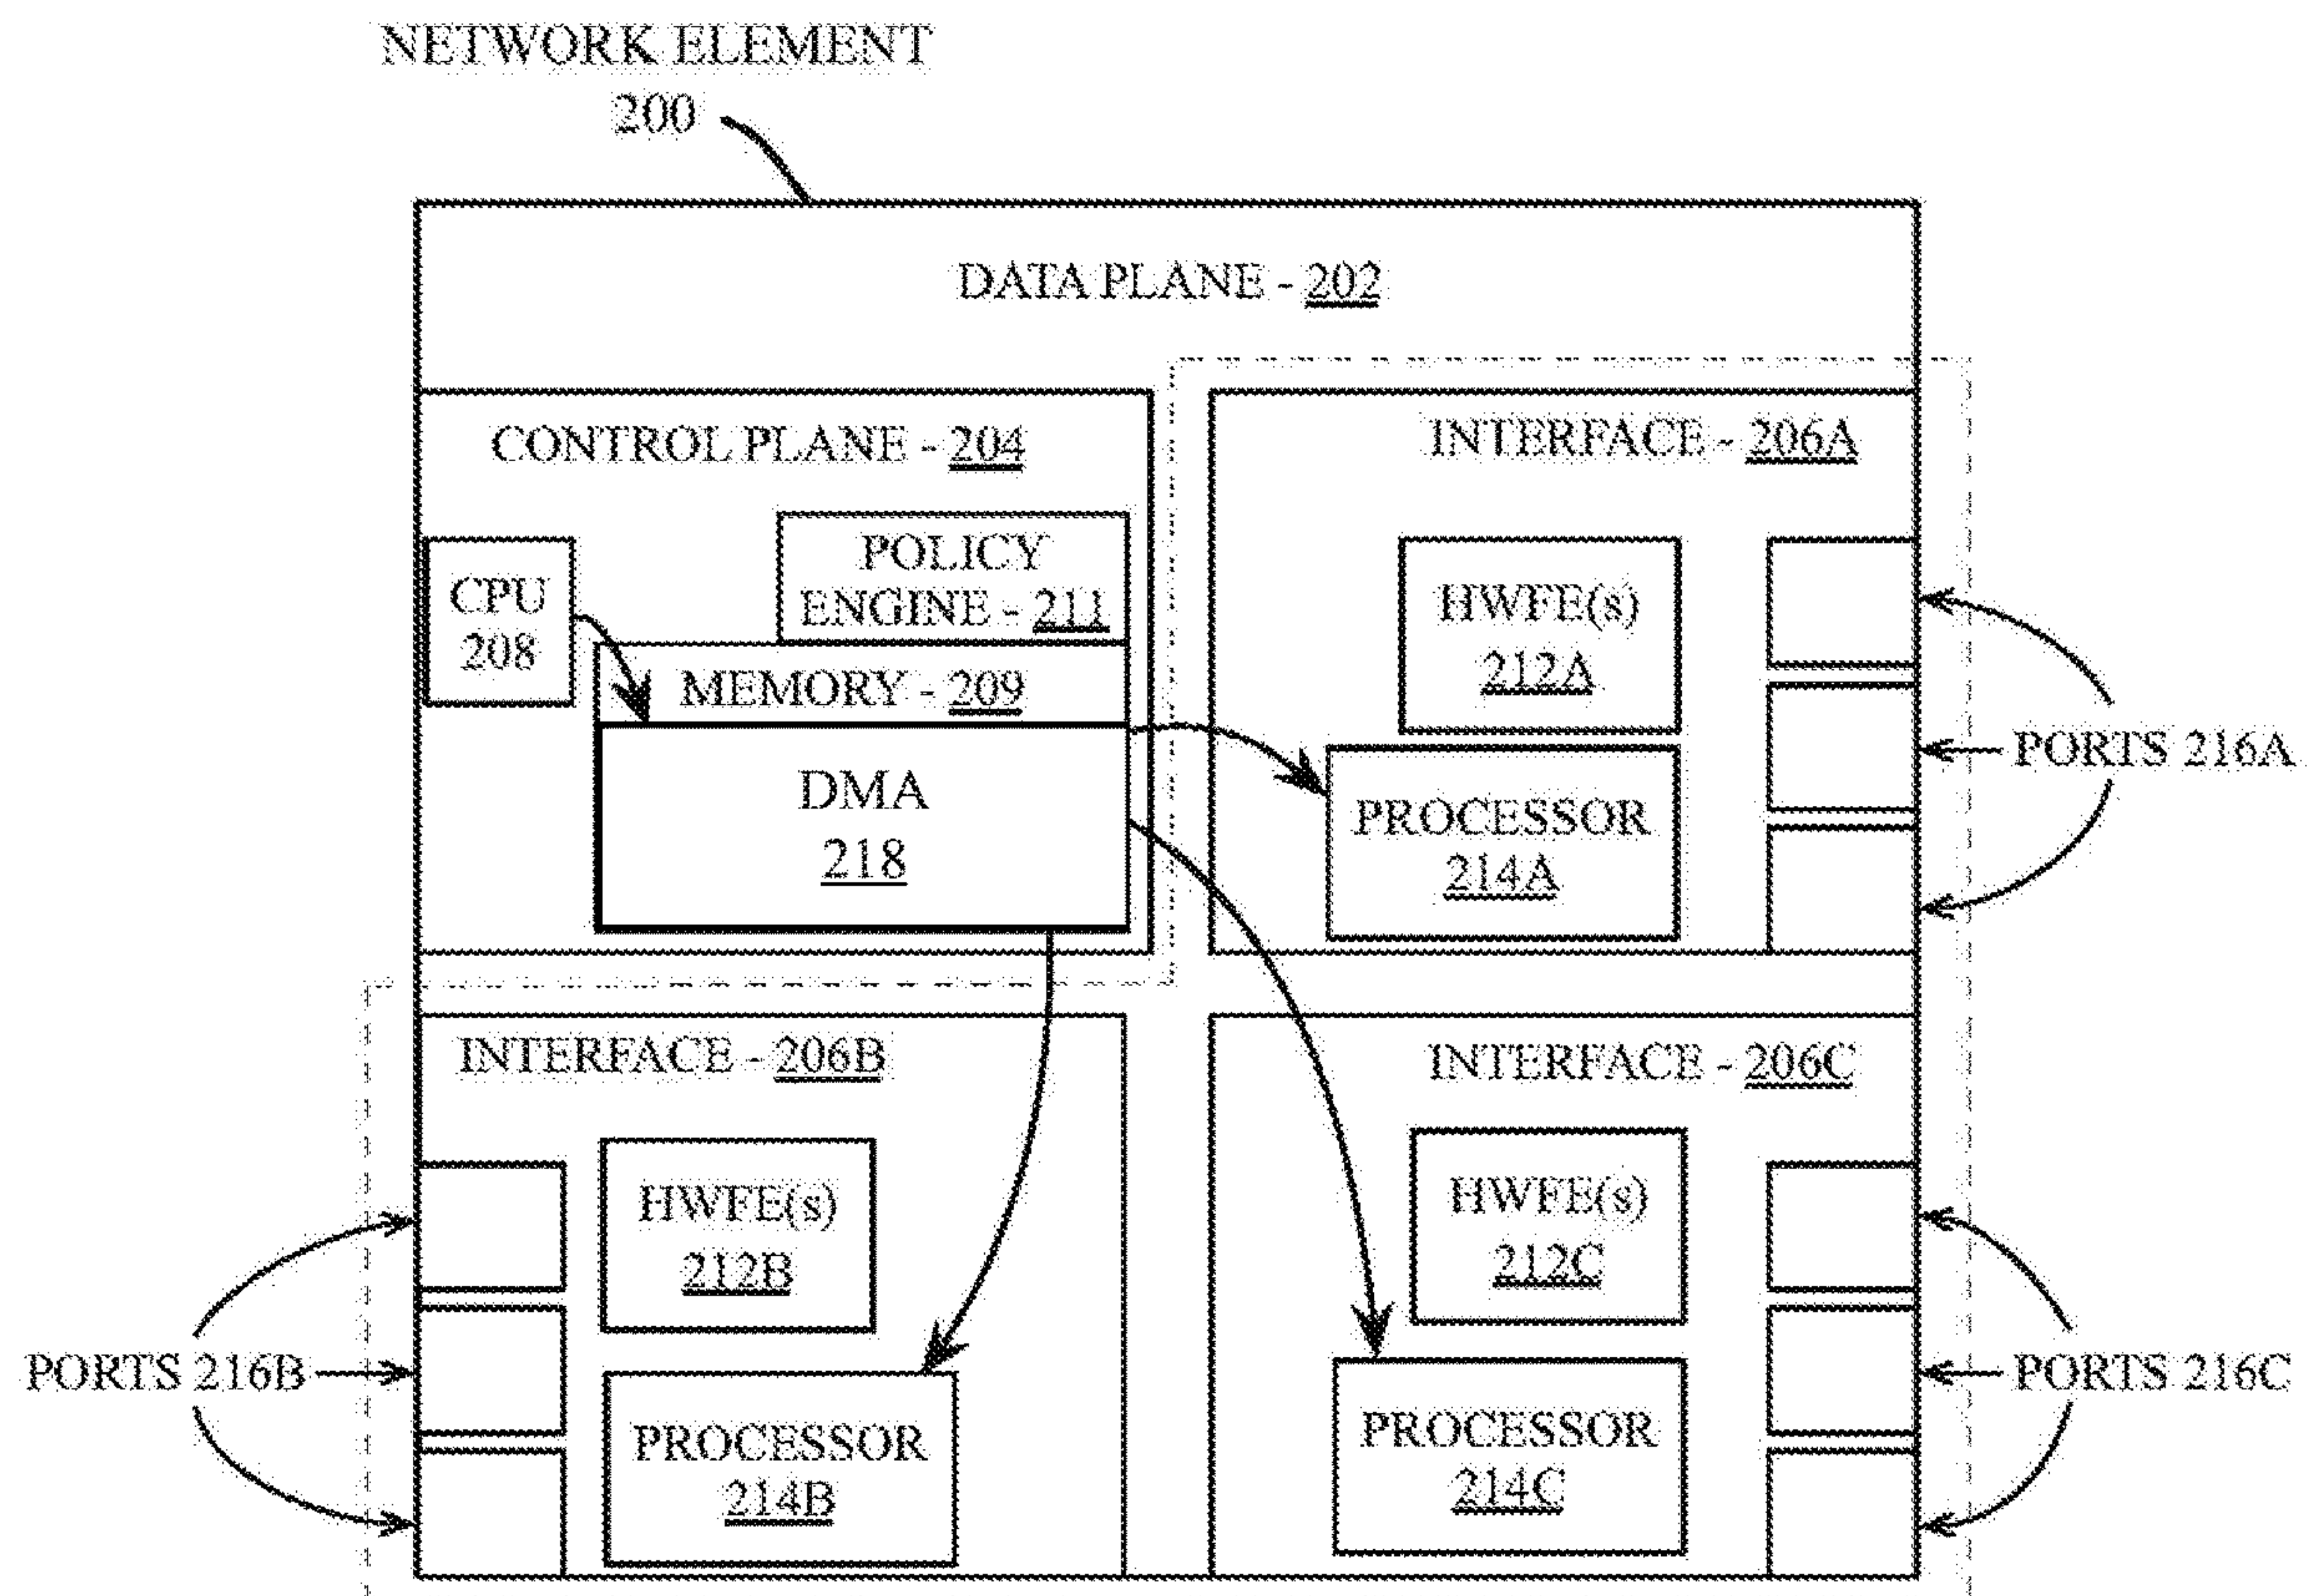 NETWORK ELEMENT
200
DATA PLANE - 202
CONTROL PLANE - 204
CPU
208
POLICY
ENGINE - 211
MEMORY - 209
DMA
218
INTERFACE - 206A
HWFE(s)
212A
PROCESSOR
214A
PORTS 216A
INTERFACE - 206B
HWFE(s)
212B
PROCESSOR
214B
PORTS 216B
INTERFACE - 206C
HWFE(s)
212C
PROCESSOR
214C
PORTS 216C